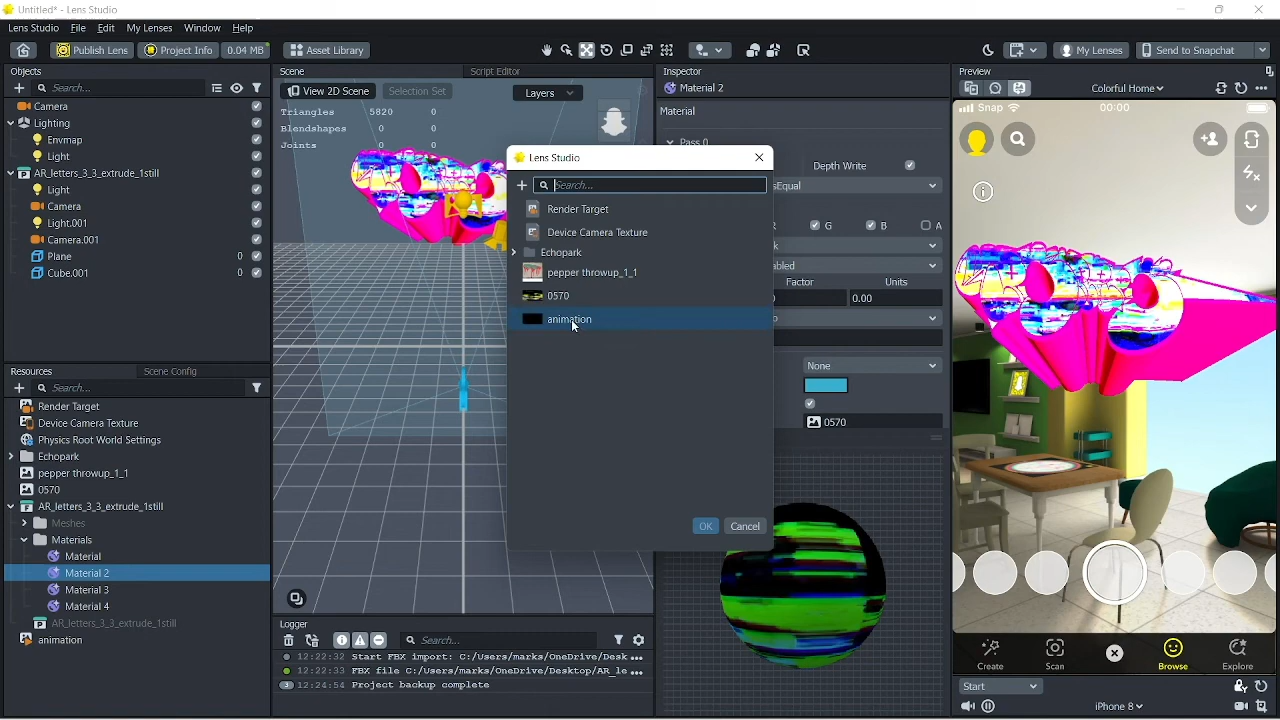 Untitled* - Lens Studio
Lens Studio File Edit My Lenses Window Help
Publish Lens Project Info 0.04 MB Asset Library My Lenses Send to Snapchat
Objects
Search...
Camera
Lighting
Envmap
Light
AR_letters_3_3_extrude_1still
Light
Camera
Light.001
Camera.001
Plane 0
Cube.001 0
Resources Scene Config
Search...
Render Target
Device Camera Texture
Physics Root World Settings
Echopark
pepper throwup_1_1
0570
AR_letters_3_3_extrude_1still
Meshes
Materials
Material
Material 2
Material 3
Material 4
AR_letters_3_3_extrude_1still
animation
Scene Script Editor
View 2D Scene Selection Set Layers
Triangles 5820 0
Blendshapes 0 0
Joints 0 0
Lens Studio
Search...
Render Target
Device Camera Texture
Echopark
pepper throwup_1_1
0570
animation
OK Cancel
Logger
Search...
12:22:32 Start FBX import: C:/Users/marks/OneDrive/Desk
12:22:33 FBX file C:/Users/marks/OneDrive/Desktop/AR_le
3 12:24:54 Project backup complete
Inspector
Material 2
Material
Pass 0
Depth Write
sEqual
G B A
Factor Units
0.00
None
0570
Preview
Colorful Home
Snap 00:00
Create Scan Browse Explore
Start
iPhone 8